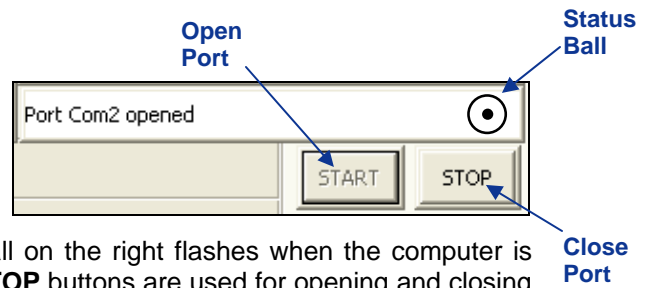 Open
Port
Status
Ball
Port Com2 opened
START
STOP
Close
Port
all on the right flashes when the computer is
TOP buttons are used for opening and closing